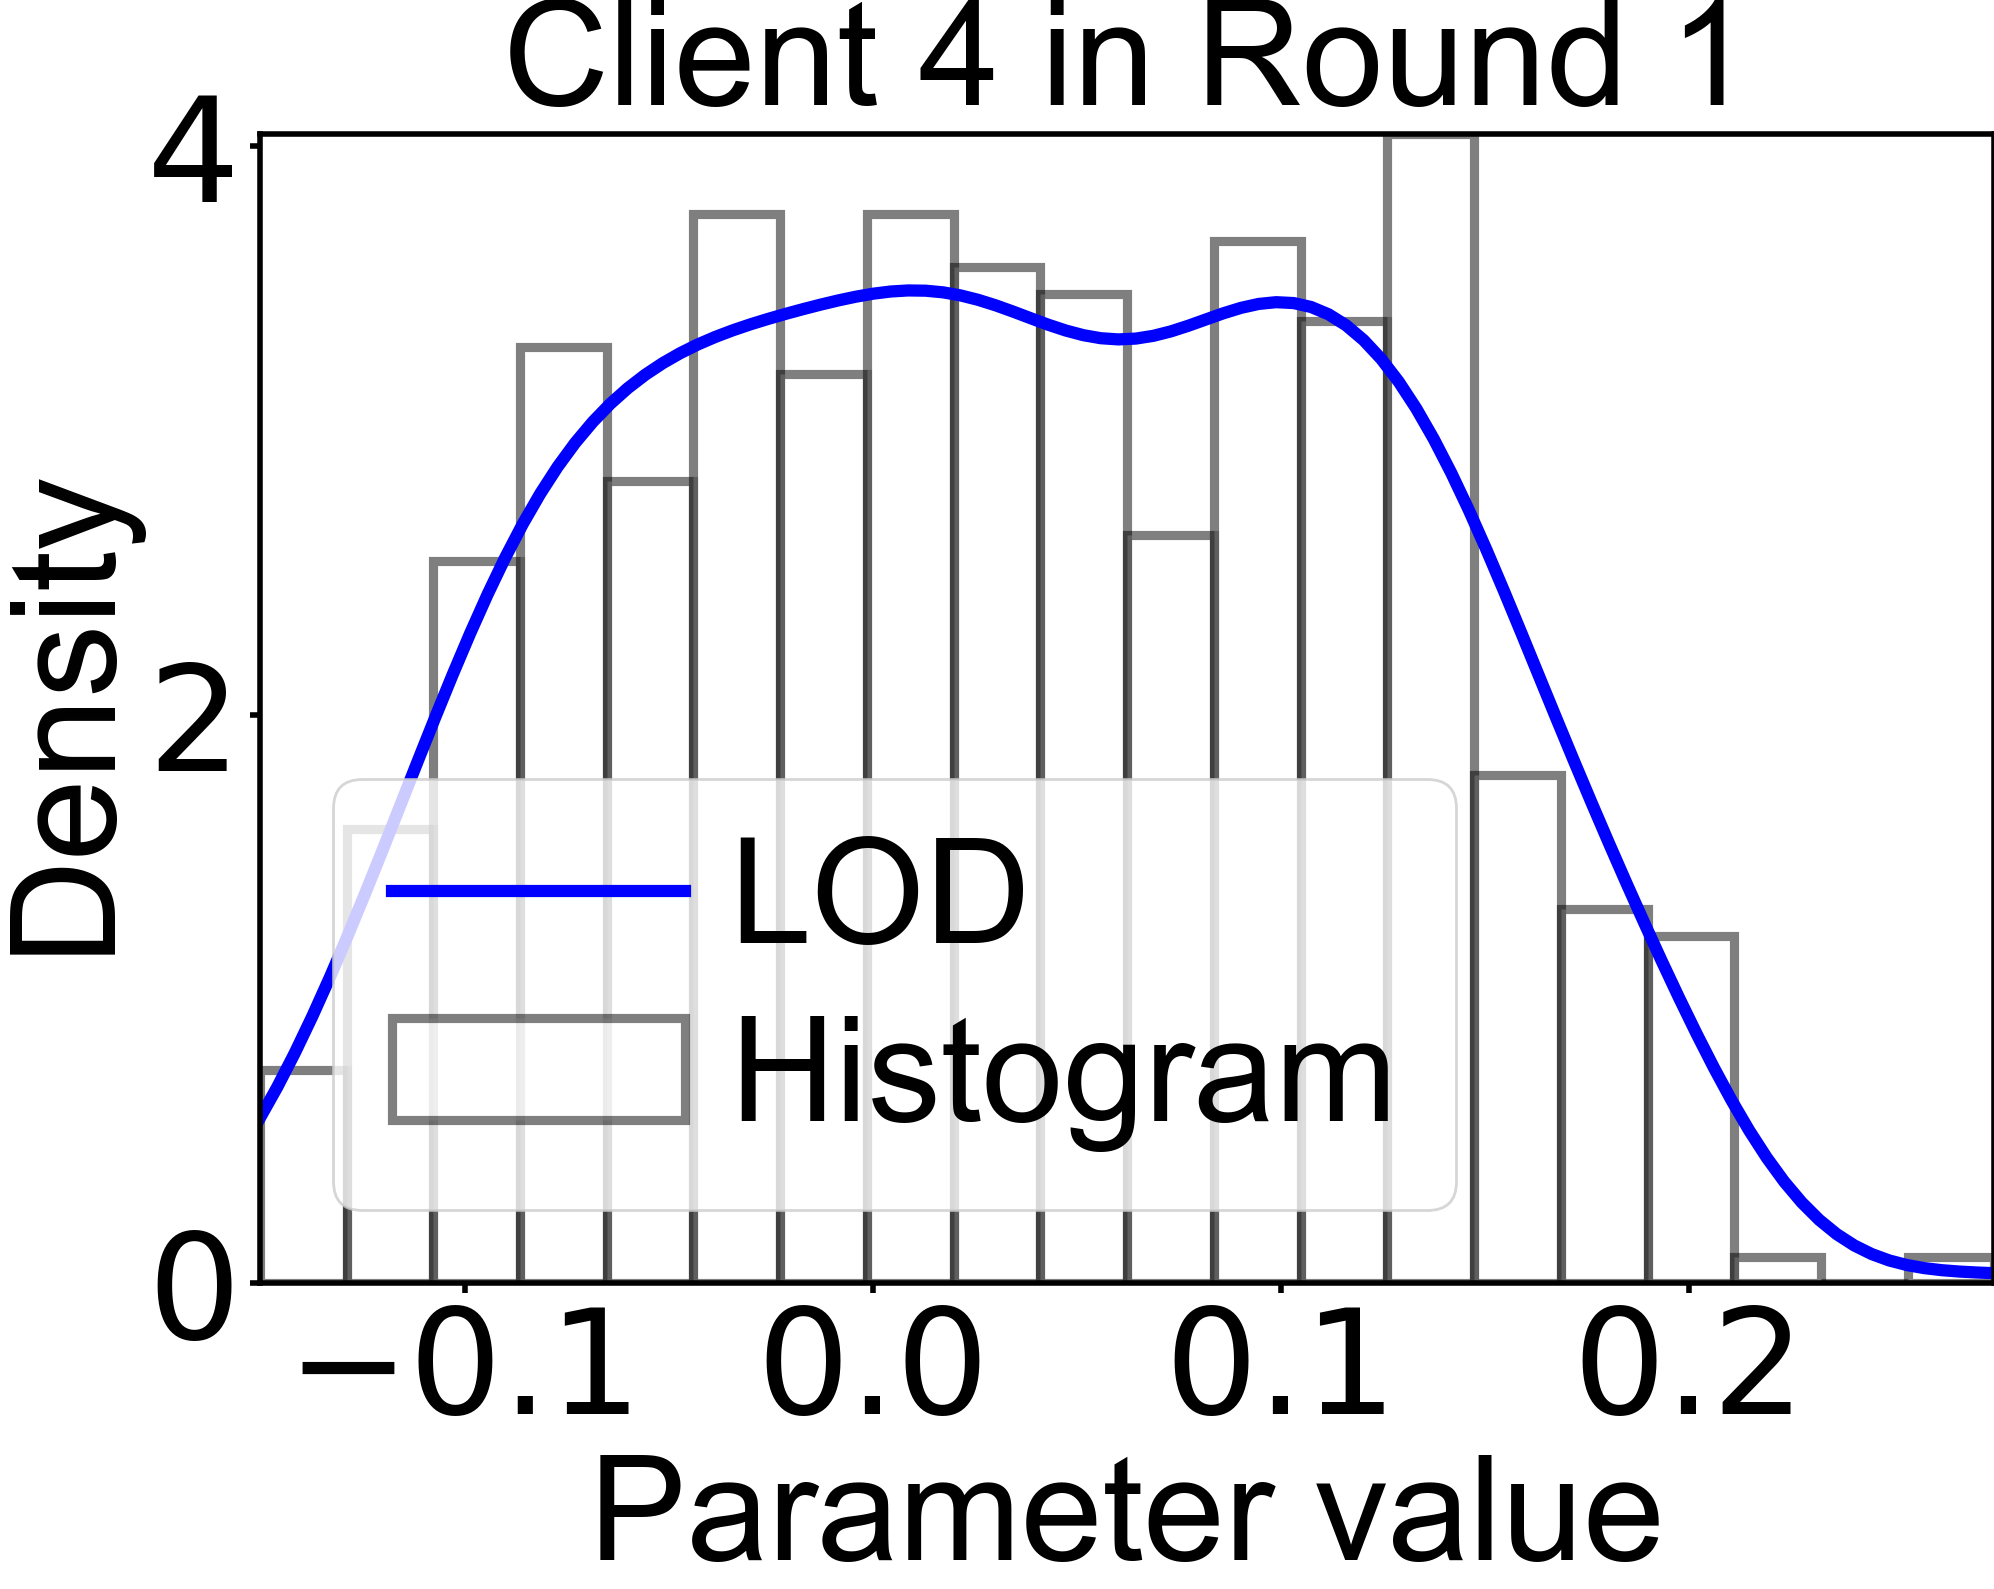 Client 4 in Round 1
4
2
0
Density
LOD
Histogram
−0.1 0.0 0.1 0.2
Parameter value